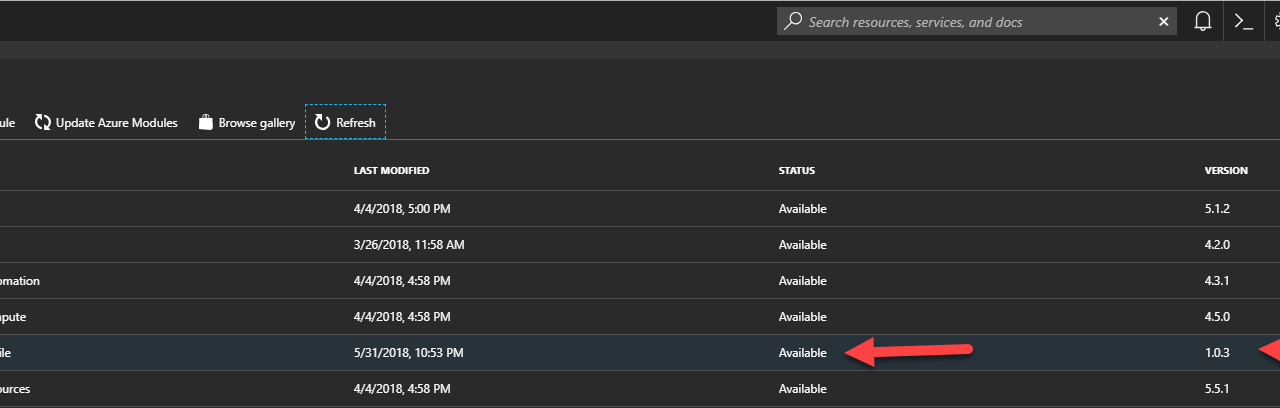 Search resources, services, and docs
ule Update Azure Modules Browse gallery Refresh
LAST MODIFIED STATUS VERSION
4/4/2018, 5:00 PM Available 5.1.2
3/26/2018, 11:58 AM Available 4.2.0
omation 4/4/2018, 4:58 PM Available 4.3.1
npute 4/4/2018, 4:58 PM Available 4.5.0
ile 5/31/2018, 10:53 PM Available 1.0.3
ources 4/4/2018, 4:58 PM Available 5.5.1